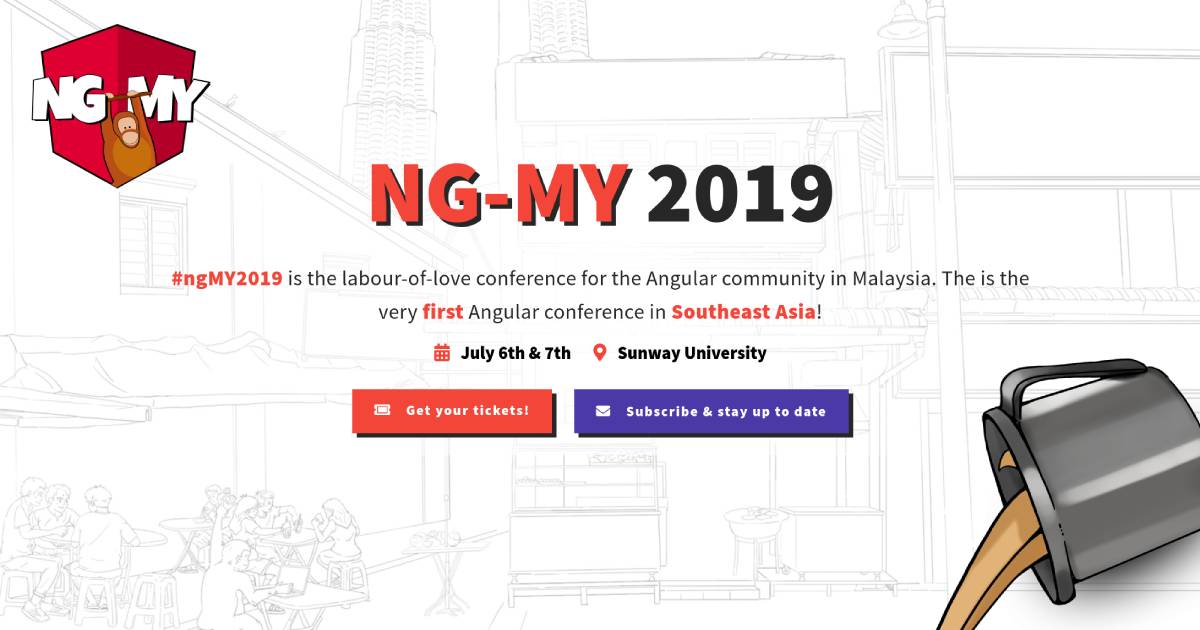 NG MY
NG-MY 2019
#ngMY2019 is the labour-of-love conference for the Angular community in Malaysia. The is the
very first Angular conference in Southeast Asia!
July 6th & 7th Sunway University
Get your tickets! Subscribe & stay up to date